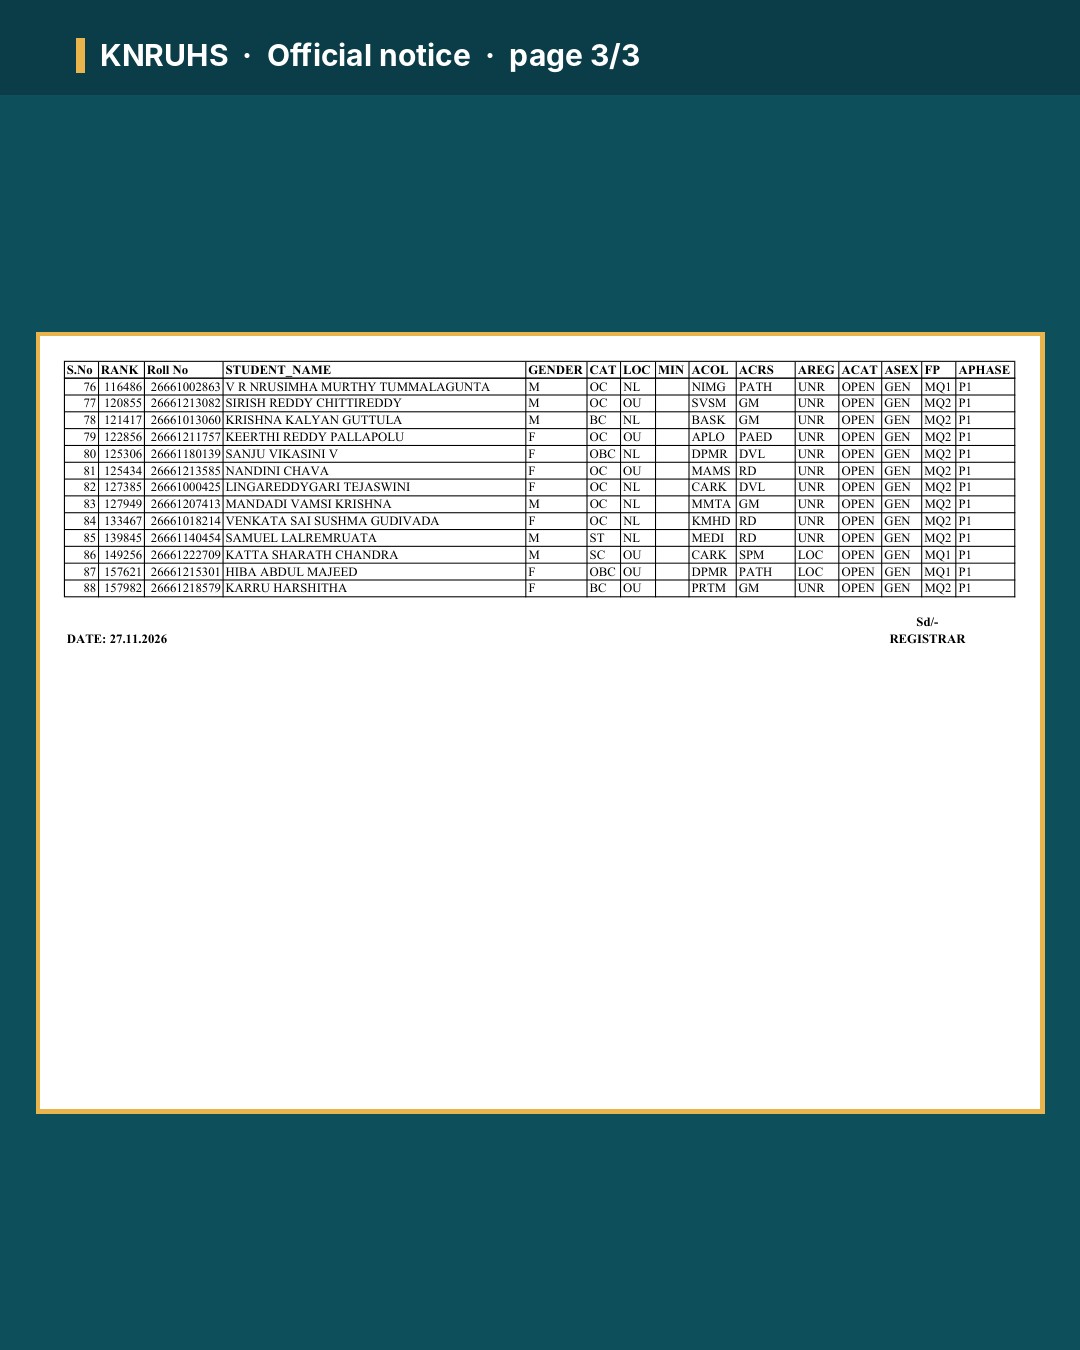 KNRUHS · Official notice · page 3/3
S.No RANK Roll No STUDENT_NAME GENDER CAT LOC MIN ACOL ACRS AREG ACAT ASEX FP APHASE
76 116486 26661002863 V R NRUSIMHA MURTHY TUMMALAGUNTA M OC NL NIMG PATH UNR OPEN GEN MQ1 P1
77 120855 26661213082 SIRISH REDDY CHITTIREDDY M OC OU SVSM GM UNR OPEN GEN MQ2 P1
78 121417 26661013060 KRISHNA KALYAN GUTTULA M BC NL BASK GM UNR OPEN GEN MQ2 P1
79 122856 26661211757 KEERTHI REDDY PALLAPOLU F OC OU APLO PAED UNR OPEN GEN MQ2 P1
80 125306 26661180139 SANJU VIKASINI V F OBC NL DPMR DVL UNR OPEN GEN MQ2 P1
81 125434 26661213585 NANDINI CHAVA F OC OU MAMS RD UNR OPEN GEN MQ2 P1
82 127385 26661000425 LINGAREDDYGARI TEJASWINI F OC NL CARK DVL UNR OPEN GEN MQ2 P1
83 127949 26661207413 MANDADI VAMSI KRISHNA M OC NL MMTA GM UNR OPEN GEN MQ2 P1
84 133467 26661018214 VENKATA SAI SUSHMA GUDIVADA F OC NL KMHD RD UNR OPEN GEN MQ2 P1
85 139845 26661140454 SAMUEL LALREMRUATA M ST NL MEDI RD UNR OPEN GEN MQ2 P1
86 149256 26661222709 KATTA SHARATH CHANDRA M SC OU CARK SPM LOC OPEN GEN MQ1 P1
87 157621 26661215301 HIBA ABDUL MAJEED F OBC OU DPMR PATH LOC OPEN GEN MQ1 P1
88 157982 26661218579 KARRU HARSHITHA F BC OU PRTM GM UNR OPEN GEN MQ2 P1
Sd/-
DATE: 27.11.2026 REGISTRAR